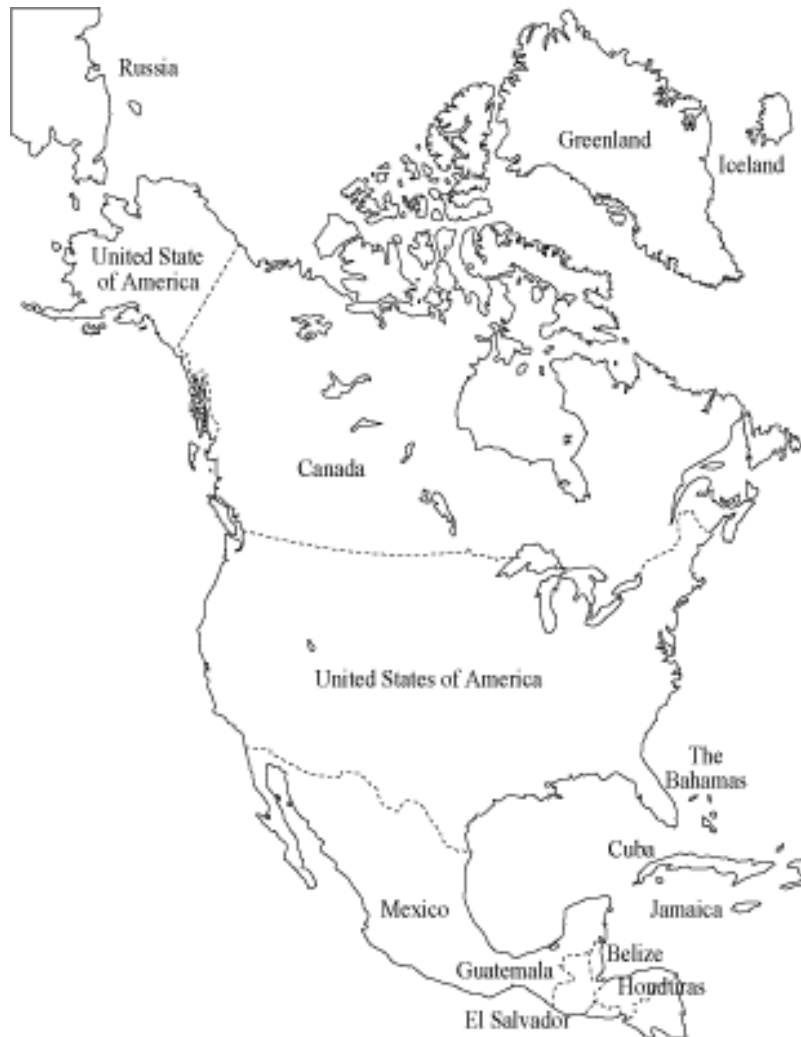 Russia
Greenland
Iceland
United State
of America
Canada
United States of America
The
Bahamas
Cuba
Mexico
Jamaica
Belize
Guatemala
Honduras
El Salvador